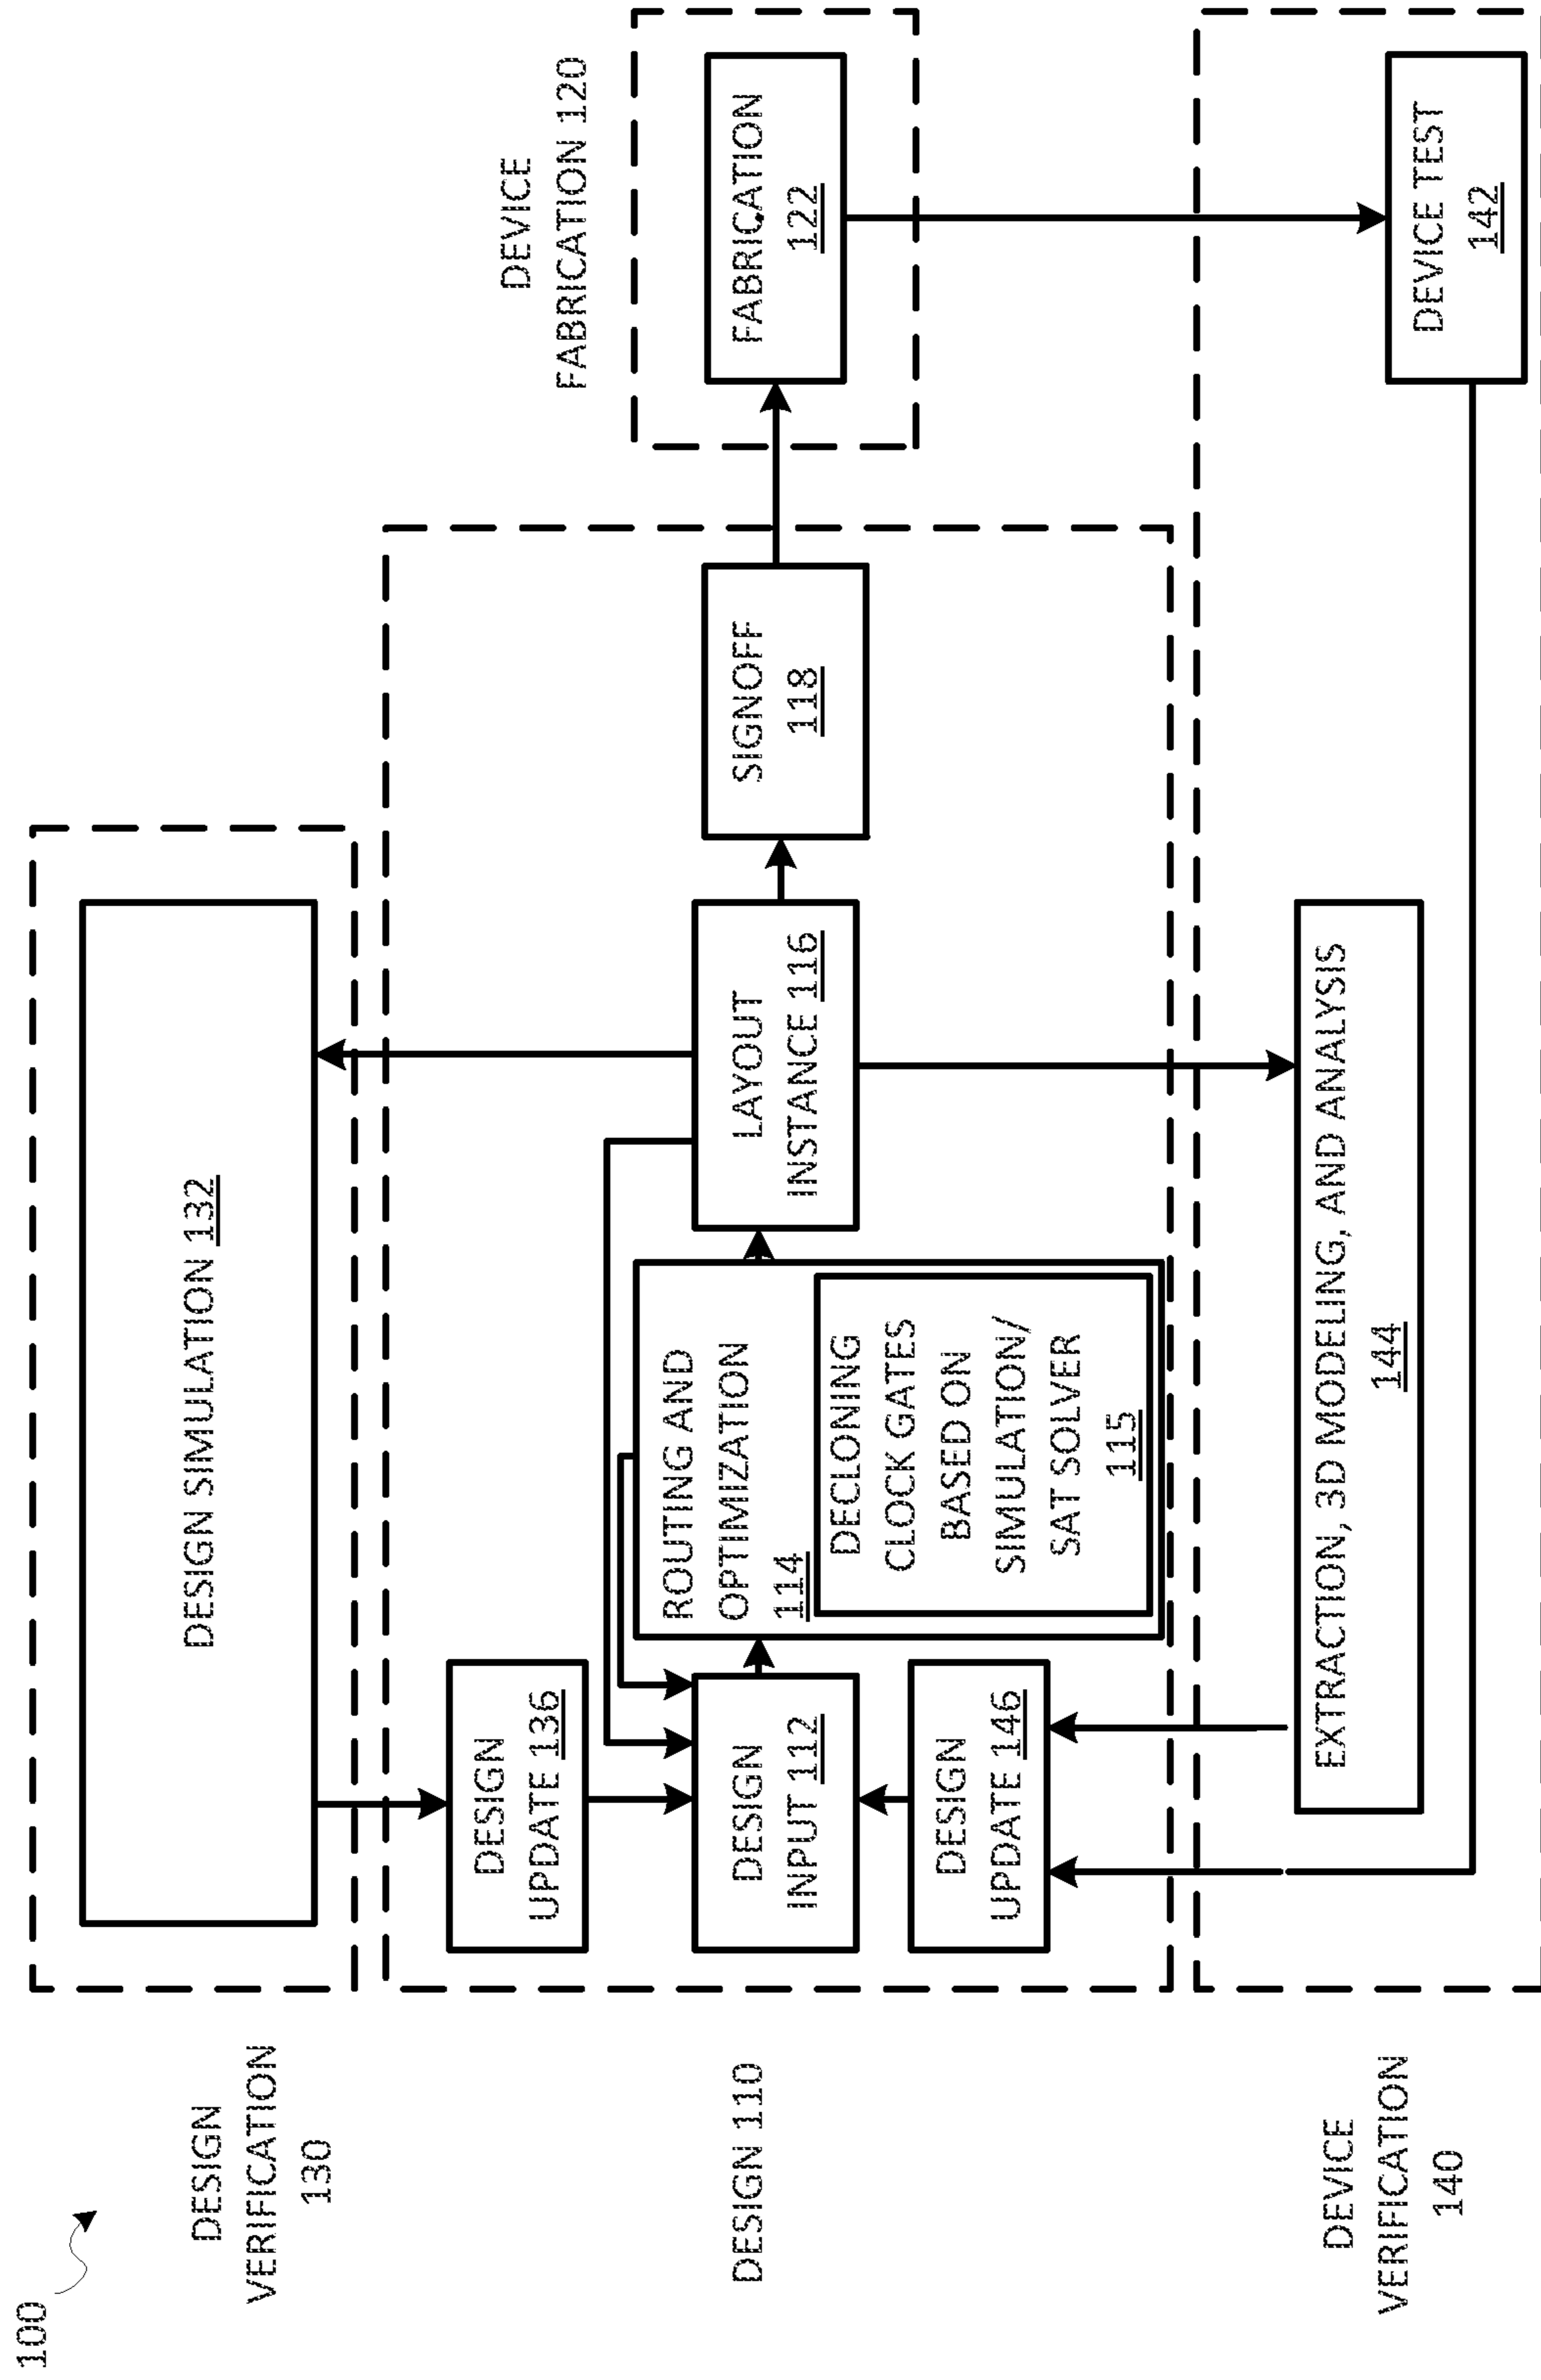 100
DESIGN
VERIFICATION
130
DESIGN SIMULATION 132
DESIGN 110
DESIGN
UPDATE 136
DESIGN
INPUT 112
DESIGN
UPDATE 146
ROUTING AND
OPTIMIZATION
114
DECLONING
CLOCK GATES
BASED ON
SIMULATION/
SAT SOLVER
115
LAYOUT
INSTANCE 116
SIGNOFF
118
DEVICE
FABRICATION 120
FABRICATION
122
DEVICE
VERIFICATION
140
EXTRACTION, 3D MODELING, AND ANALYSIS
144
DEVICE TEST
142